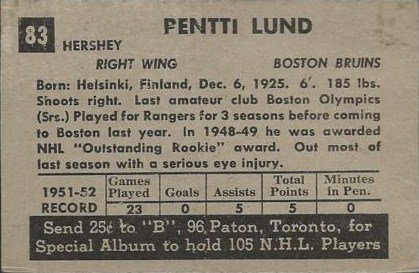 83
PENTTI LUND
HERSHEY
RIGHT WING BOSTON BRUINS
Born: Helsinki, Finland, Dec. 6, 1925. 6'. 185 lbs.
Shoots right. Last amateur club Boston Olympics
(Srs.) Played for Rangers for 3 seasons before coming
to Boston last year. In 1948-49 he was awarded
NHL "Outstanding Rookie" award. Out most of
last season with a serious eye injury.
1951-52 RECORD
Games Played Goals Assists Total Points Minutes in Pen.
23 0 5 5 0
Send 25¢ to "B", 96 Paton, Toronto, for
Special Album to hold 105 N.H.L. Players